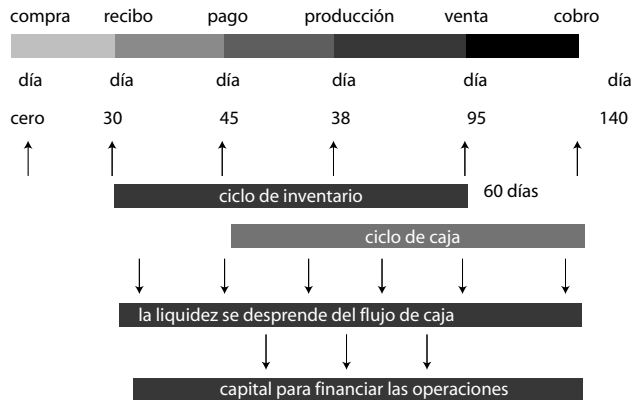 compra recibo pago producción venta cobro
día día día día día día
cero 30 45 38 95 140
ciclo de inventario 60 días
ciclo de caja
la liquidez se desprende del flujo de caja
capital para financiar las operaciones